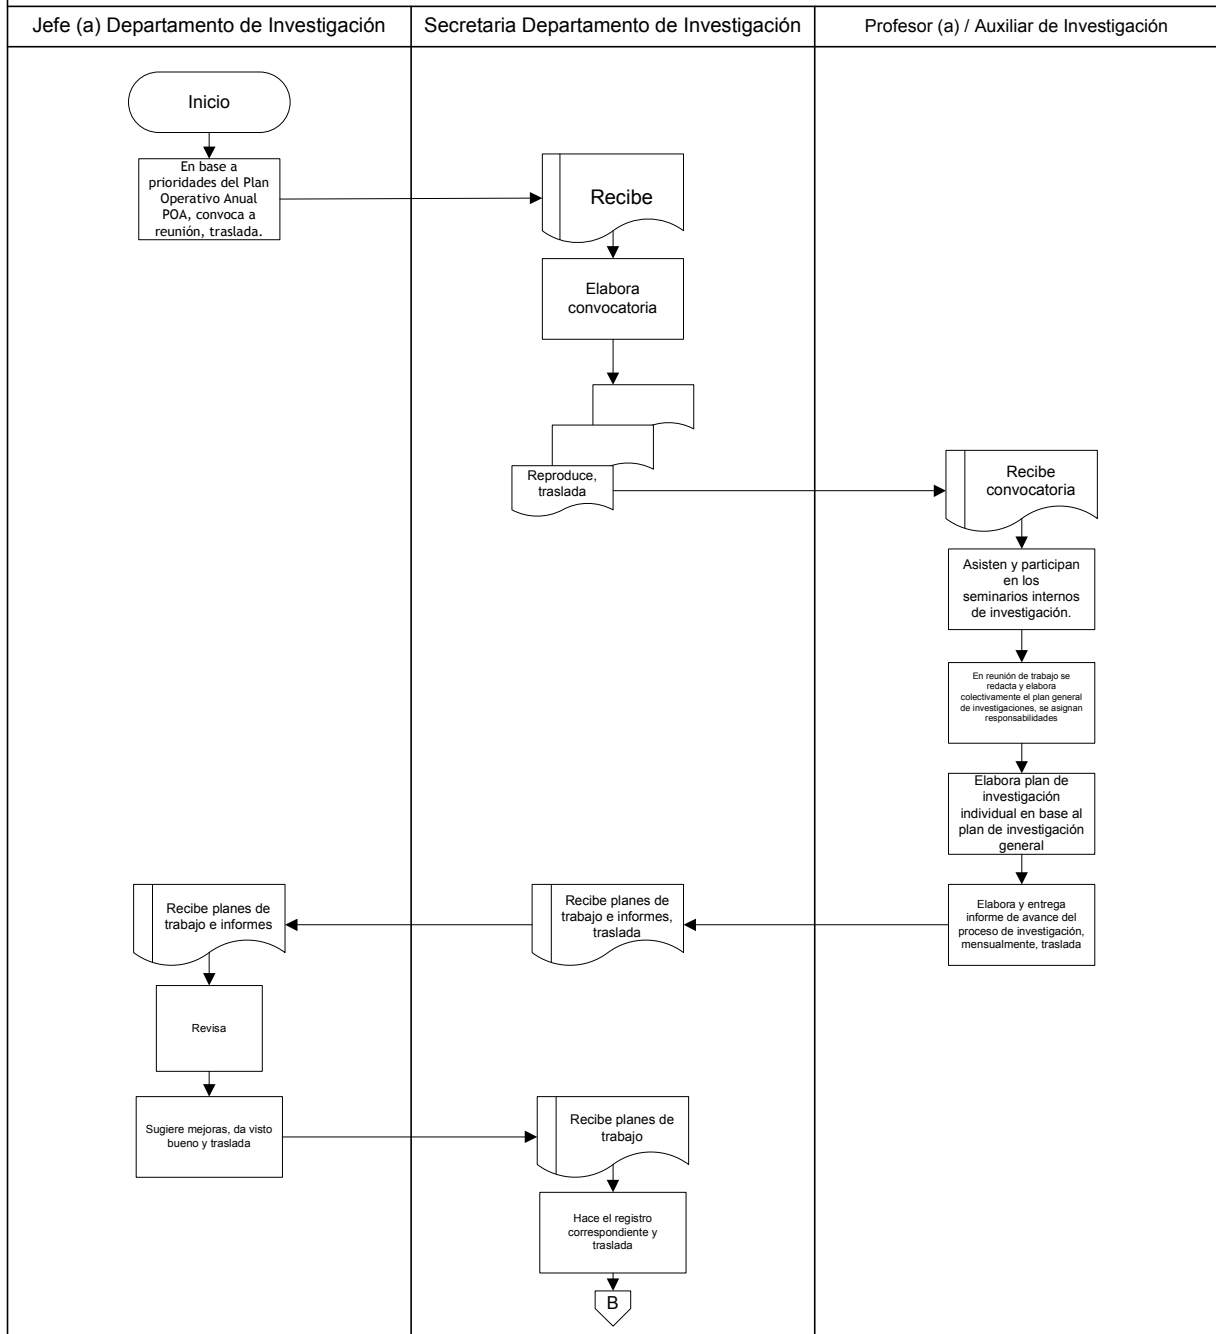 Jefe (a) Departamento de Investigación
Secretaria Departamento de Investigación
Profesor (a) / Auxiliar de Investigación
Inicio
En base a
prioridades del Plan
Operativo Anual
POA, convoca a
reunión, traslada.
Recibe
Elabora
convocatoria
Reproduce,
traslada
Recibe
convocatoria
Asisten y participan
en los
seminarios internos
de investigación.
En reunión de trabajo se
redacta y elabora
colectivamente el plan general
de investigaciones, se asignan
responsabilidades
Elabora plan de
investigación
individual en base al
plan de investigación
general
Elabora y entrega
informe de avance del
proceso de investigación,
mensualmente, traslada
Recibe planes de
trabajo e informes,
traslada
Recibe planes de
trabajo e informes
Revisa
Sugiere mejoras, da visto
bueno y traslada
Recibe planes de
trabajo
Hace el registro
correspondiente y
traslada
B